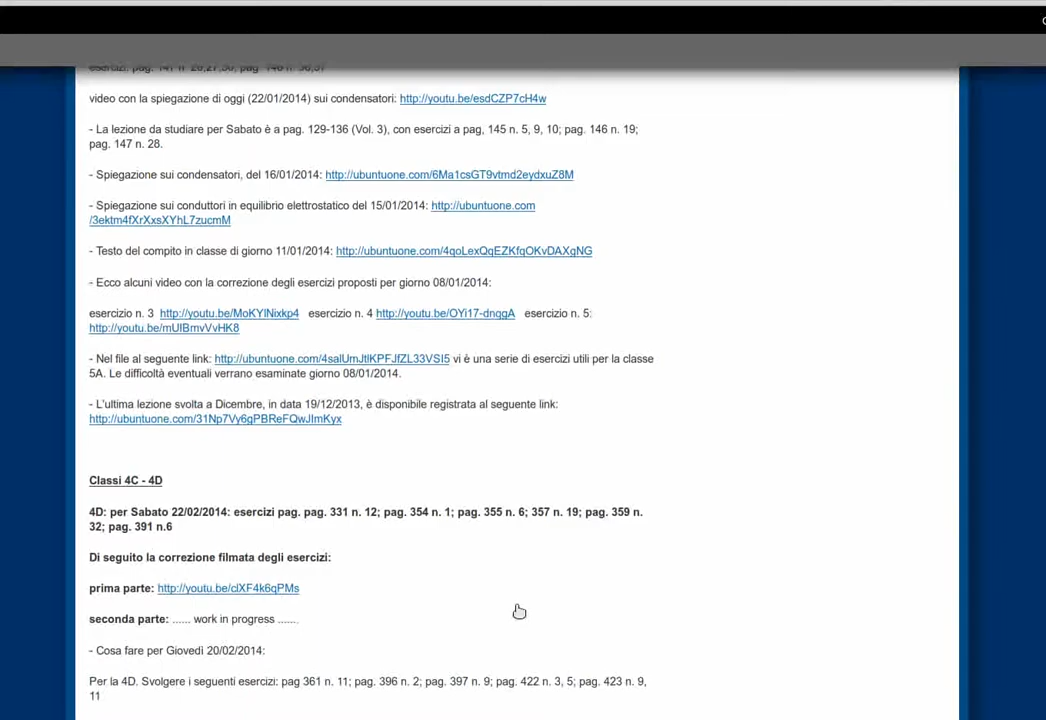 esercizi: pag. 141 n° 26,27,30; pag. 146 n. 36,37
video con la spiegazione di oggi (22/01/2014) sui condensatori: http://youtu.be/esdCZP7cH4w
- La lezione da studiare per Sabato è a pag. 129-136 (Vol. 3), con esercizi a pag, 145 n. 5, 9, 10; pag. 146 n. 19;
pag. 147 n. 28.
- Spiegazione sui condensatori, del 16/01/2014: http://ubuntuone.com/6Ma1csGT9vtmd2eydxuZ8M
- Spiegazione sui conduttori in equilibrio elettrostatico del 15/01/2014: http://ubuntuone.com
/3ektm4fXrXxsXYhL7zucmM
- Testo del compito in classe di giorno 11/01/2014: http://ubuntuone.com/4qoLexQqEZKfqOKvDAXgNG
- Ecco alcuni video con la correzione degli esercizi proposti per giorno 08/01/2014:
esercizio n. 3 http://youtu.be/MoKYlNixkp4 esercizio n. 4 http://youtu.be/OYi17-dnqgA esercizio n. 5:
http://youtu.be/mUIBmvVvHK8
- Nel file al seguente link: http://ubuntuone.com/4salUmJtlKPFJfZL33VSI5 vi è una serie di esercizi utili per la classe
5A. Le difficoltà eventuali verrano esaminate giorno 08/01/2014.
- L'ultima lezione svolta a Dicembre, in data 19/12/2013, è disponibile registrata al seguente link:
http://ubuntuone.com/31Np7Vy6gPBReFQwJImKyx
Classi 4C - 4D
4D: per Sabato 22/02/2014: esercizi pag. pag. 331 n. 12; pag. 354 n. 1; pag. 355 n. 6; 357 n. 19; pag. 359 n.
32; pag. 391 n.6
Di seguito la correzione filmata degli esercizi:
prima parte: http://youtu.be/clXF4k6qPMs
seconda parte: ...... work in progress .......
- Cosa fare per Giovedì 20/02/2014:
Per la 4D. Svolgere i seguenti esercizi: pag 361 n. 11; pag. 396 n. 2; pag. 397 n. 9; pag. 422 n. 3, 5; pag. 423 n. 9,
11